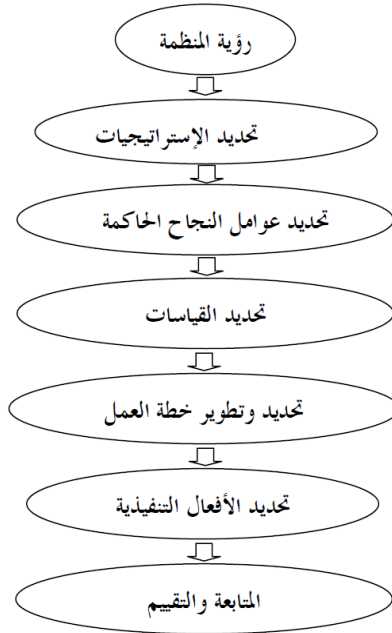 رؤية المنظمة
تحديد الإستراتيجيات
تحديد عوامل النجاح الحاكمة
تحديد القياسات
تحديد وتطوير خطة العمل
تحديد الأفعال التنفيذية
المتابعة والتقييم